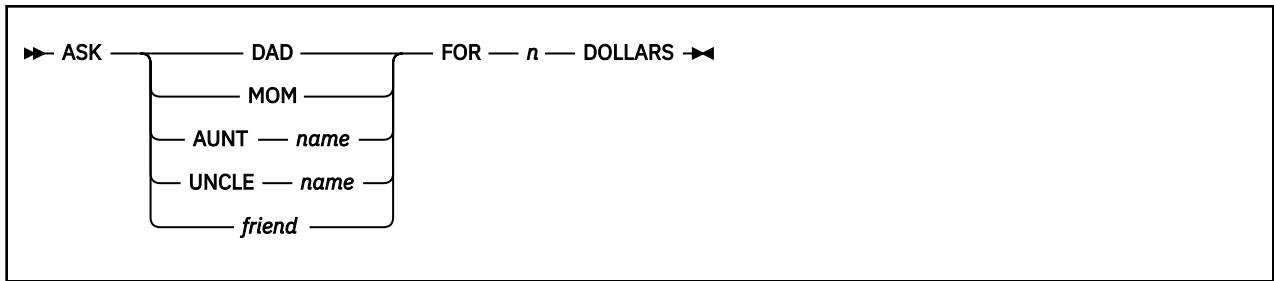 ASK DAD FOR n DOLLARS
MOM
AUNT name
UNCLE name
friend